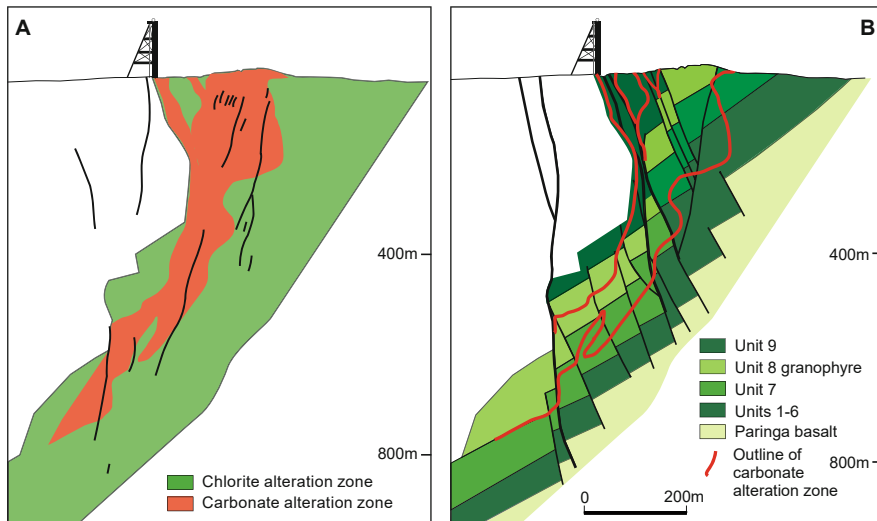 A
400m
800m
Chlorite alteration zone
Carbonate alteration zone
B
400m
Unit 9
Unit 8 granophyre
Unit 7
Units 1-6
Paringa basalt
Outline of
carbonate
alteration zone
800m
0 200m